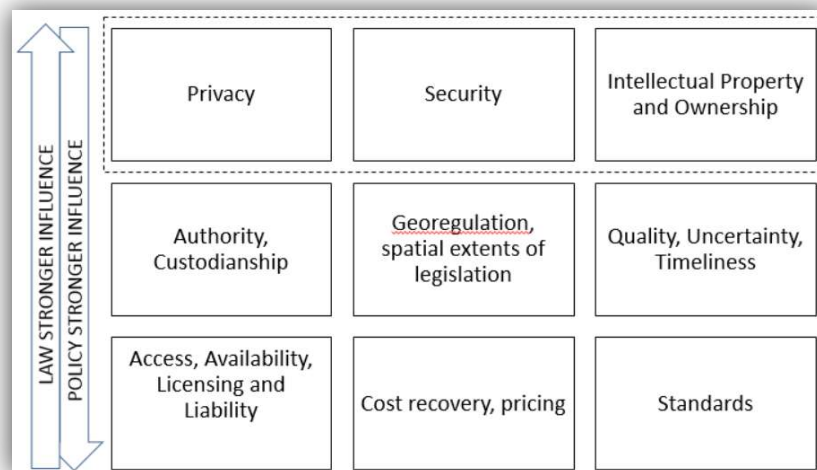 LAW STRONGER INFLUENCE
POLICY STRONGER INFLUENCE
Privacy
Security
Intellectual Property
and Ownership
Authority,
Custodianship
Georegulation,
spatial extents of
legislation
Quality, Uncertainty,
Timeliness
Access, Availability,
Licensing and
Liability
Cost recovery, pricing
Standards